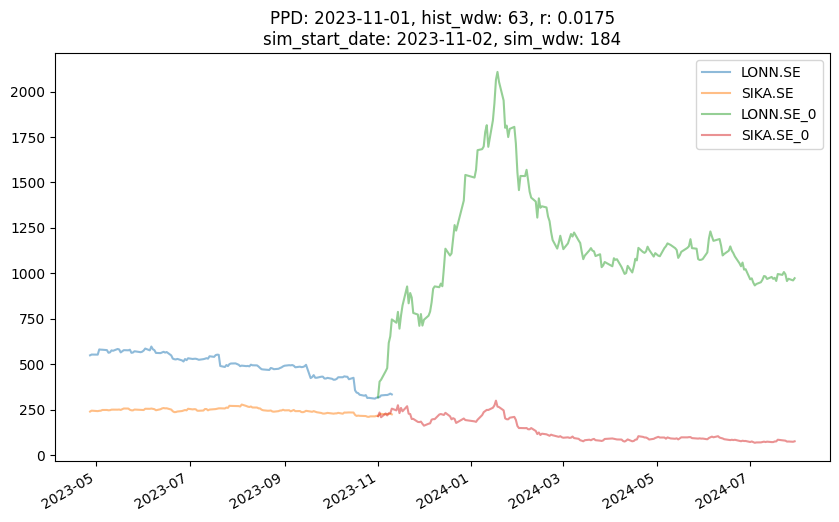 PPD: 2023-11-01, hist_wdw: 63, r: 0.0175
sim_start_date: 2023-11-02, sim_wdw: 184
LONN.SE
SIKA.SE
LONN.SE_0
SIKA.SE_0
2000
1750
1500
1250
1000
750
500
250
0
2023-05
2023-07
2023-09
2023-11
2024-01
2024-03
2024-05
2024-07